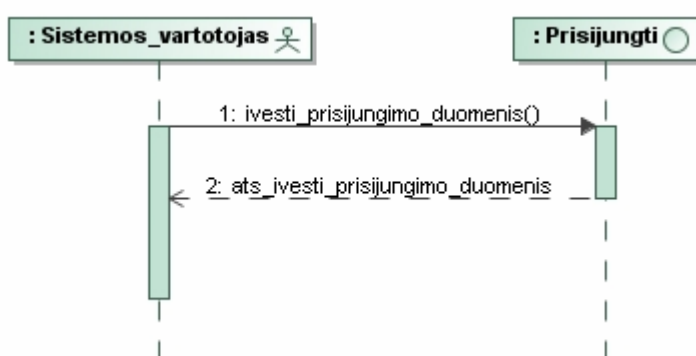 : Sistemos_vartotojas
: Prisijungti
1: ivesti_prisijungimo_duomenis()
2: ats_ivesti_prisijungimo_duomenis